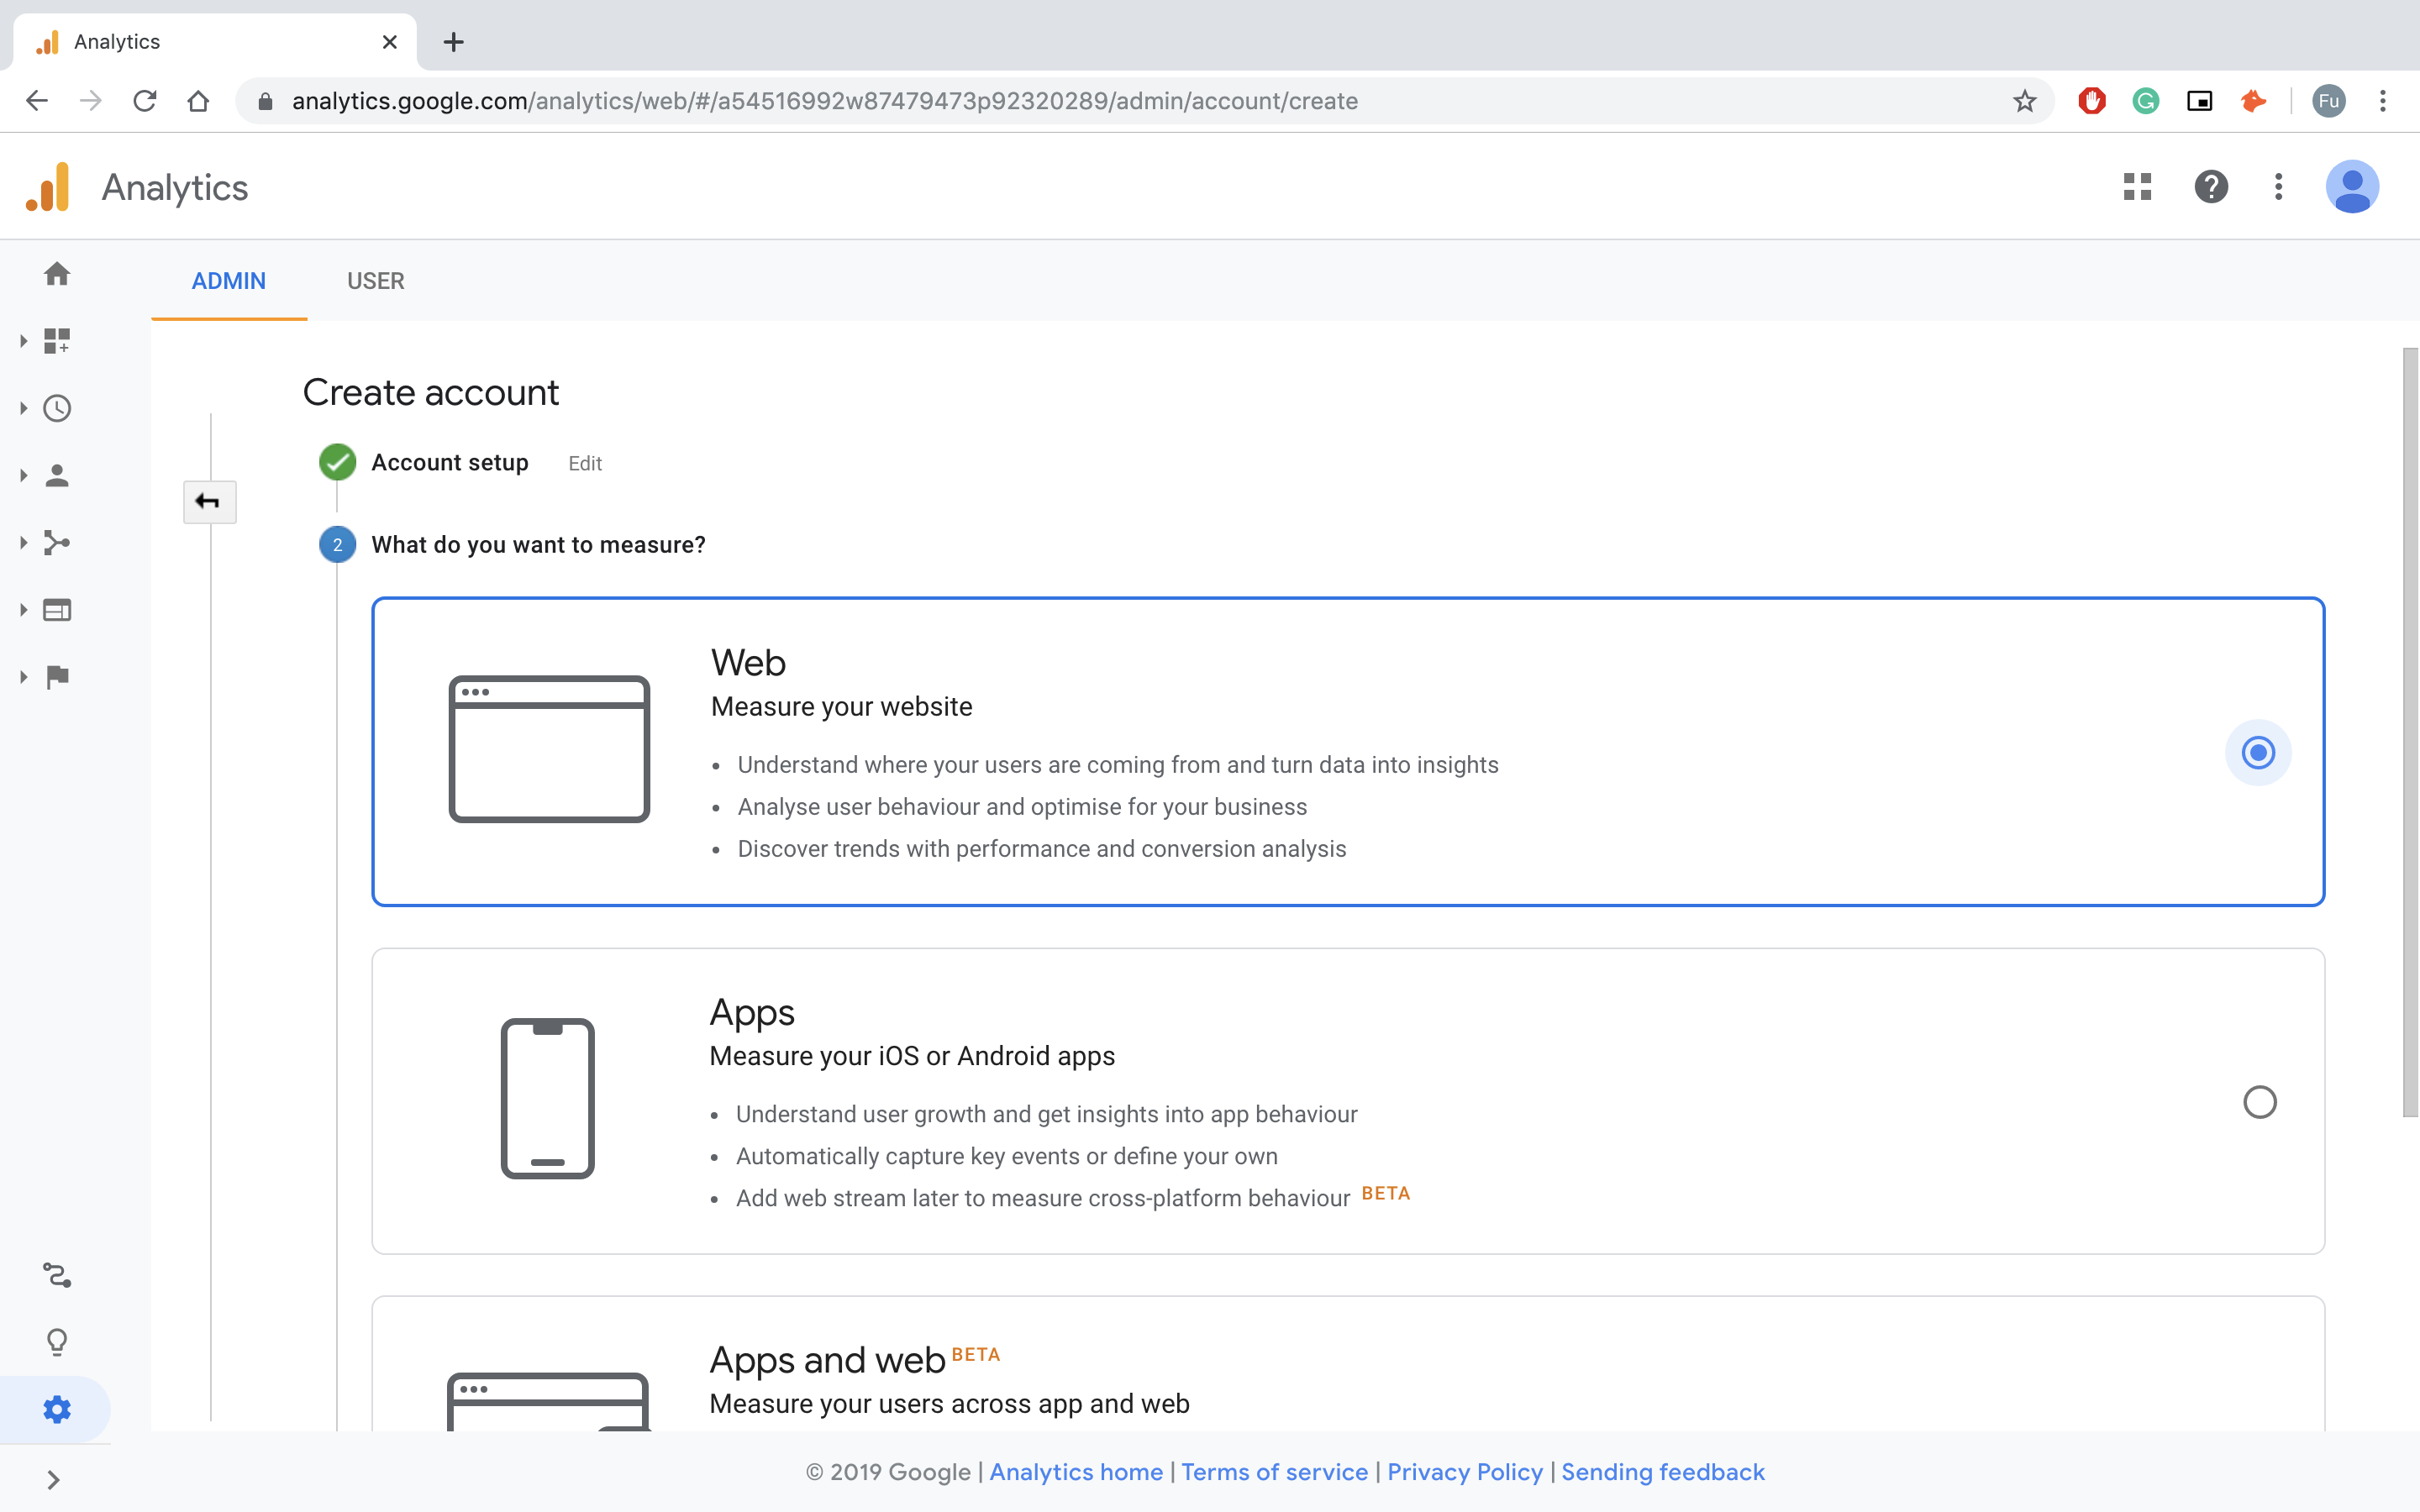 Analytics
analytics.google.com/analytics/web/#/a54516992w87479473p92320289/admin/account/create
Fu
Analytics
ADMIN
USER
Create account
Account setup
Edit
2
What do you want to measure?
Web
Measure your website
• Understand where your users are coming from and turn data into insights
• Analyse user behaviour and optimise for your business
• Discover trends with performance and conversion analysis
Apps
Measure your iOS or Android apps
• Understand user growth and get insights into app behaviour
• Automatically capture key events or define your own
• Add web stream later to measure cross-platform behaviour BETA
Apps and web BETA
Measure your users across app and web
© 2019 Google | Analytics home | Terms of service | Privacy Policy | Sending feedback